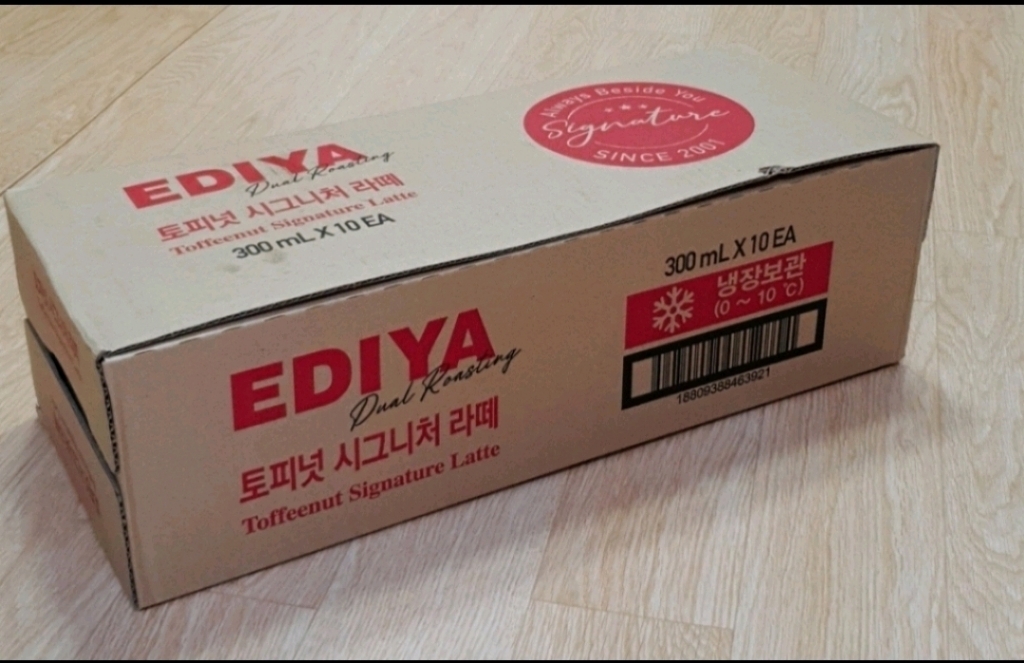 EDIYA
Dual Roasting
토피넛 시그니처 라떼
Toffeenut Signature Latte
300 mL X 10 EA
Always Beside You
Signature
SINCE 2001
EDIYA
Dual Roasting
토피넛 시그니처 라떼
Toffeenut Signature Latte
300 mL X 10 EA
냉장보관
(0 ~ 10 ℃)
18809388463921